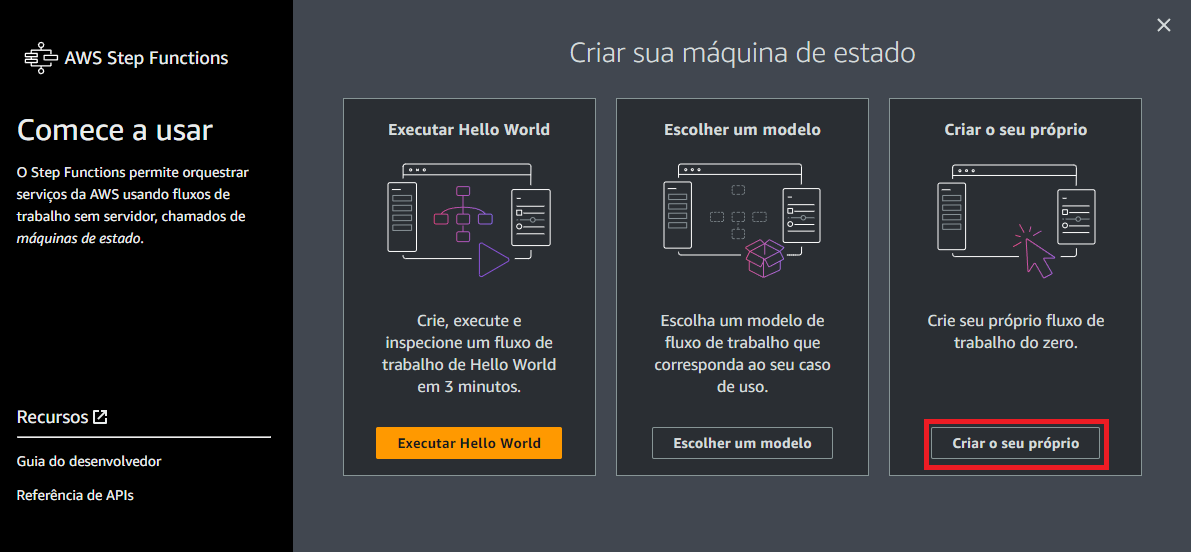 AWS Step Functions
Comece a usar
O Step Functions permite orquestrar
serviços da AWS usando fluxos de
trabalho sem servidor, chamados de
máquinas de estado.
Recursos
Guia do desenvolvedor
Referência de APIs
Criar sua máquina de estado
Executar Hello World
Crie, execute e
inspecione um fluxo de
trabalho de Hello World
em 3 minutos.
Executar Hello World
Escolher um modelo
Escolha um modelo de
fluxo de trabalho que
corresponda ao seu caso
de uso.
Escolher um modelo
Criar o seu próprio
Crie seu próprio fluxo de
trabalho do zero.
Criar o seu próprio